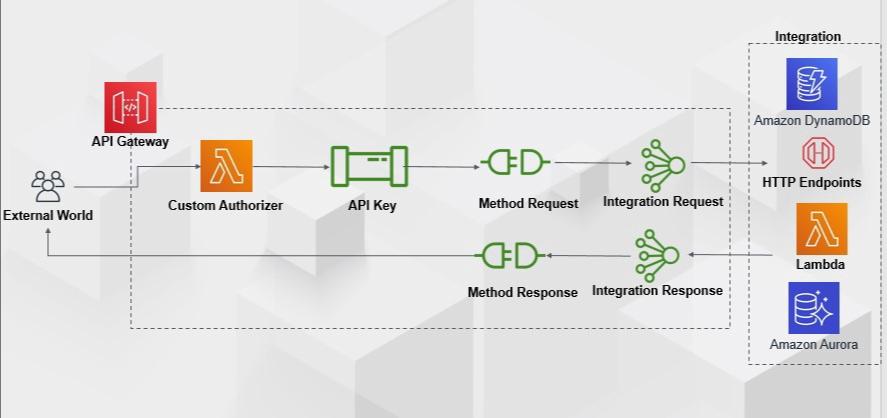 Integration
API Gateway
Amazon DynamoDB
External World
Custom Authorizer
API Key
Method Request
Integration Request
HTTP Endpoints
Method Response
Integration Response
Lambda
Amazon Aurora